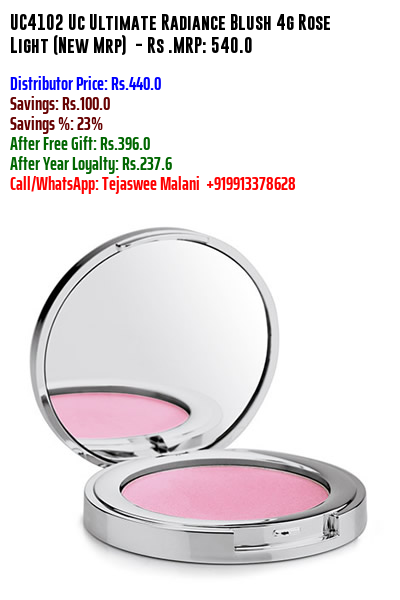 UC4102 Uc Ultimate Radiance Blush 4g Rose
Light (New Mrp)  - Rs .MRP: 540.0
Distributor Price: Rs.440.0
Savings: Rs.100.0
Savings %: 23%
After Free Gift: Rs.396.0
After Year Loyalty: Rs.237.6
Call/WhatsApp: Tejaswee Malani  +919913378628